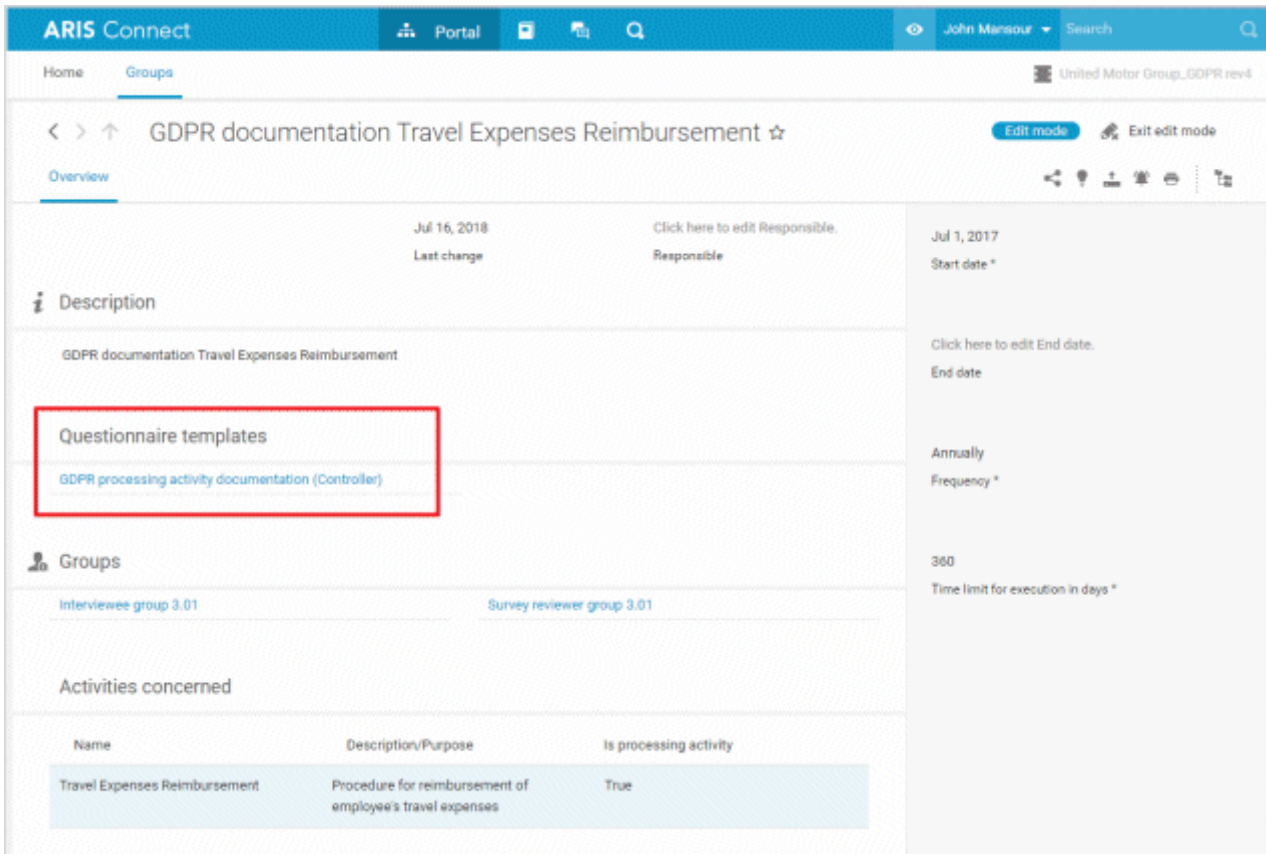 ARIS Connect
Portal
John Mansour
Search
Home
Groups
United Motor Group_GDPR rev4
GDPR documentation Travel Expenses Reimbursement
Edit mode
Exit edit mode
Overview
Jul 16, 2018
Click here to edit Responsible.
Last change
Responsible
Jul 1, 2017
Start date *
Description
GDPR documentation Travel Expenses Reimbursement
Click here to edit End date.
End date
Questionnaire templates
GDPR processing activity documentation (Controller)
Annually
Frequency *
Groups
Interviewee group 3.01
Survey reviewer group 3.01
360
Time limit for execution in days *
Activities concerned
Name
Description/Purpose
Is processing activity
Travel Expenses Reimbursement
Procedure for reimbursement of
employee's travel expenses
True